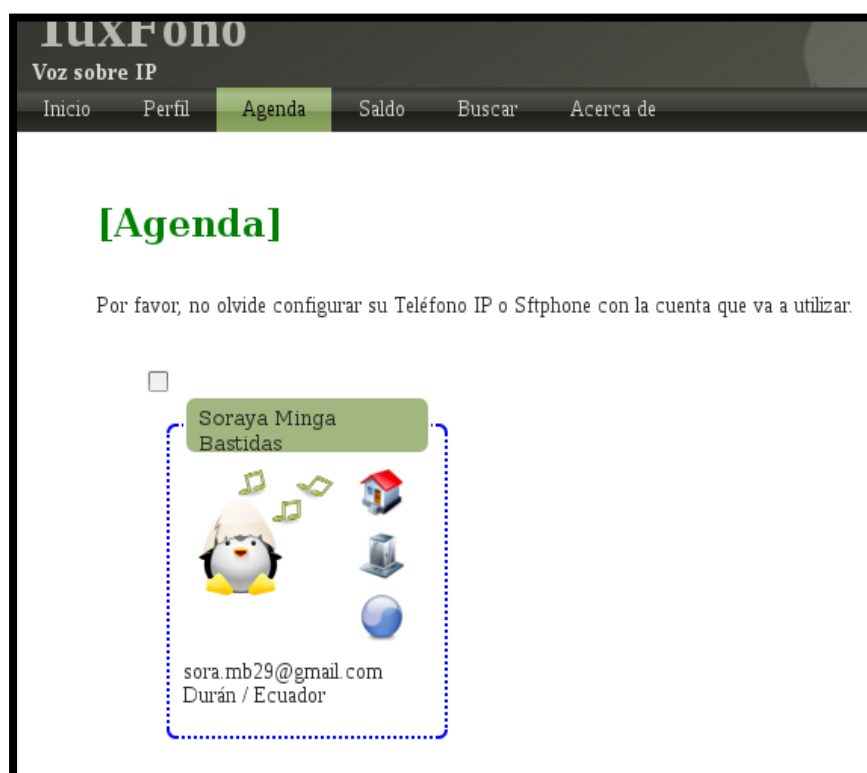 TuxFono
Voz sobre IP
Inicio Perfil Agenda Saldo Buscar Acerca de
[Agenda]
Por favor, no olvide configurar su Teléfono IP o Sftphone con la cuenta que va a utilizar.
Soraya Minga
Bastidas
sora.mb29@gmail.com
Durán / Ecuador